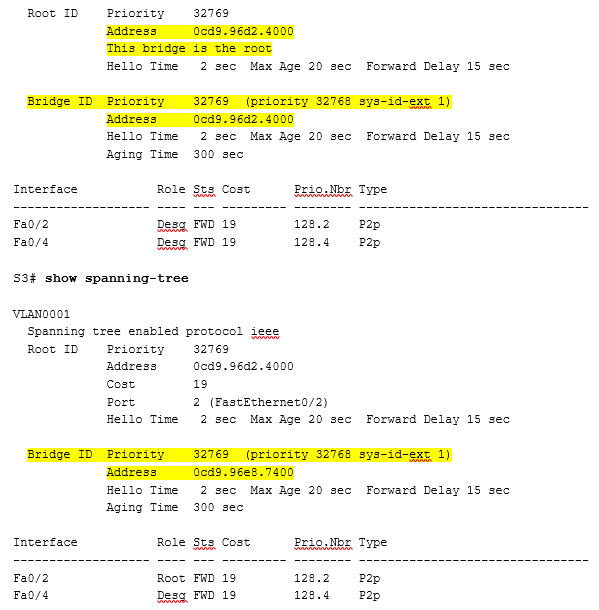 Root ID    Priority    32769
Address     0cd9.96d2.4000
This bridge is the root
Hello Time   2 sec  Max Age 20 sec  Forward Delay 15 sec
Bridge ID  Priority    32769  (priority 32768 sys-id-ext 1)
Address     0cd9.96d2.4000
Hello Time   2 sec  Max Age 20 sec  Forward Delay 15 sec
Aging Time  300 sec
Interface           Role Sts Cost      Prio.Nbr Type
------------------- ---- --- --------- -------- --------------------------------
Fa0/2               Desg FWD 19        128.2    P2p
Fa0/4               Desg FWD 19        128.4    P2p
S3# show spanning-tree
VLAN0001
Spanning tree enabled protocol ieee
Root ID    Priority    32769
Address     0cd9.96d2.4000
Cost        19
Port        2 (FastEthernet0/2)
Hello Time   2 sec  Max Age 20 sec  Forward Delay 15 sec
Bridge ID  Priority    32769  (priority 32768 sys-id-ext 1)
Address     0cd9.96e8.7400
Hello Time   2 sec  Max Age 20 sec  Forward Delay 15 sec
Aging Time  300 sec
Interface           Role Sts Cost      Prio.Nbr Type
------------------- ---- --- --------- -------- --------------------------------
Fa0/2               Root FWD 19        128.2    P2p
Fa0/4               Desg FWD 19        128.4    P2p